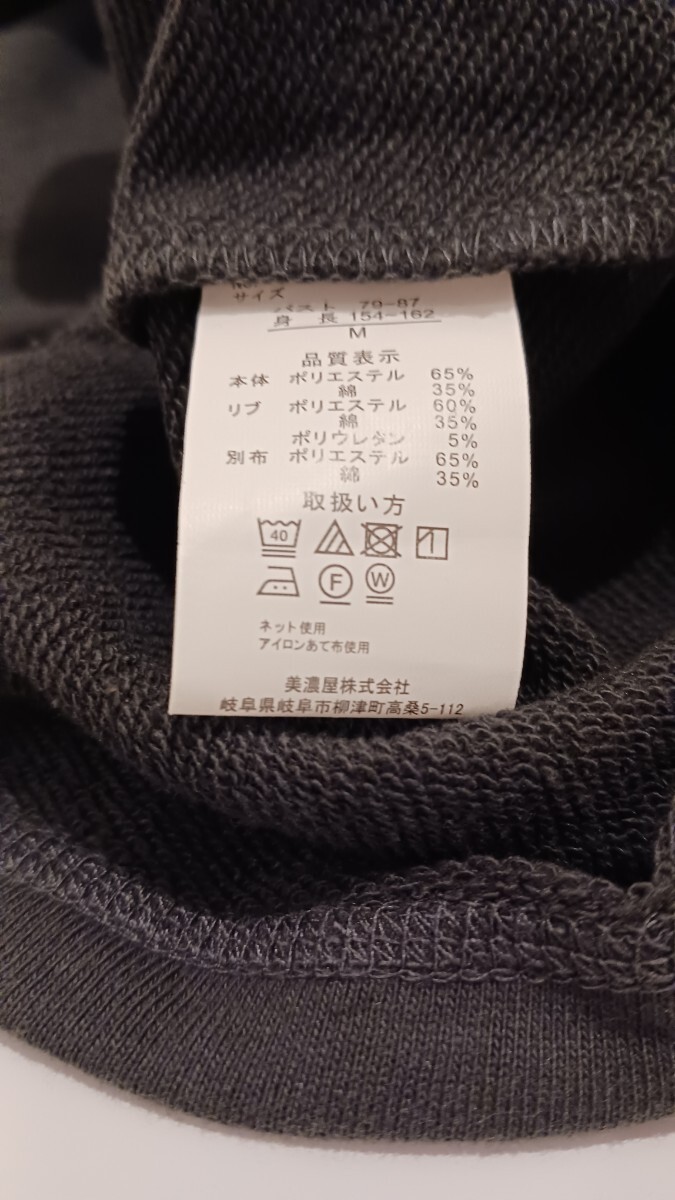 サイズ
バスト 79-87
身 長 154~162
M
品質表示
本体 ポリエステル 65%
綿 35%
リブ ポリエステル 60%
綿 35%
ポリウレタン 5%
別布 ポリエステル 65%
綿 35%
取扱い方
40
F W
ネット使用
アイロンあて布使用
美濃屋株式会社
岐阜県岐阜市柳津町高桑5-112